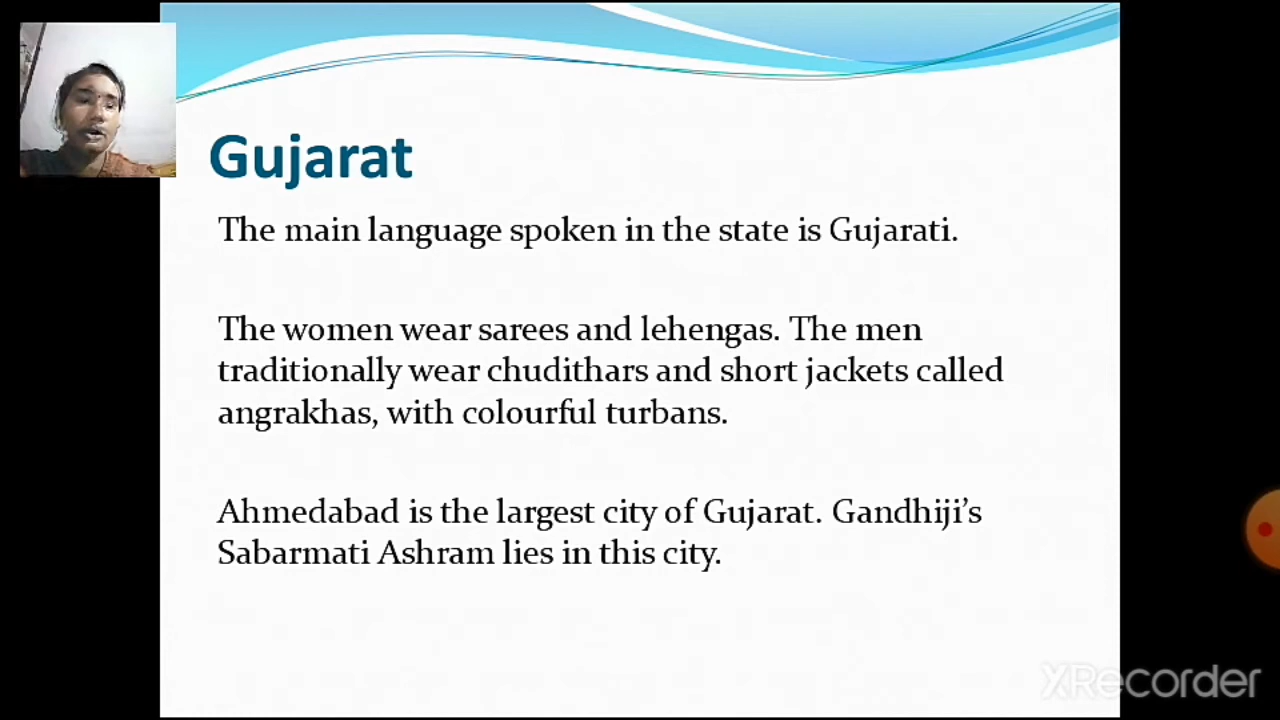 Gujarat
The main language spoken in the state is Gujarati.
The women wear sarees and lehengas. The men
traditionally wear chudithars and short jackets called
angrakhas, with colourful turbans.
Ahmedabad is the largest city of Gujarat. Gandhiji's
Sabarmati Ashram lies in this city.
XRecorder